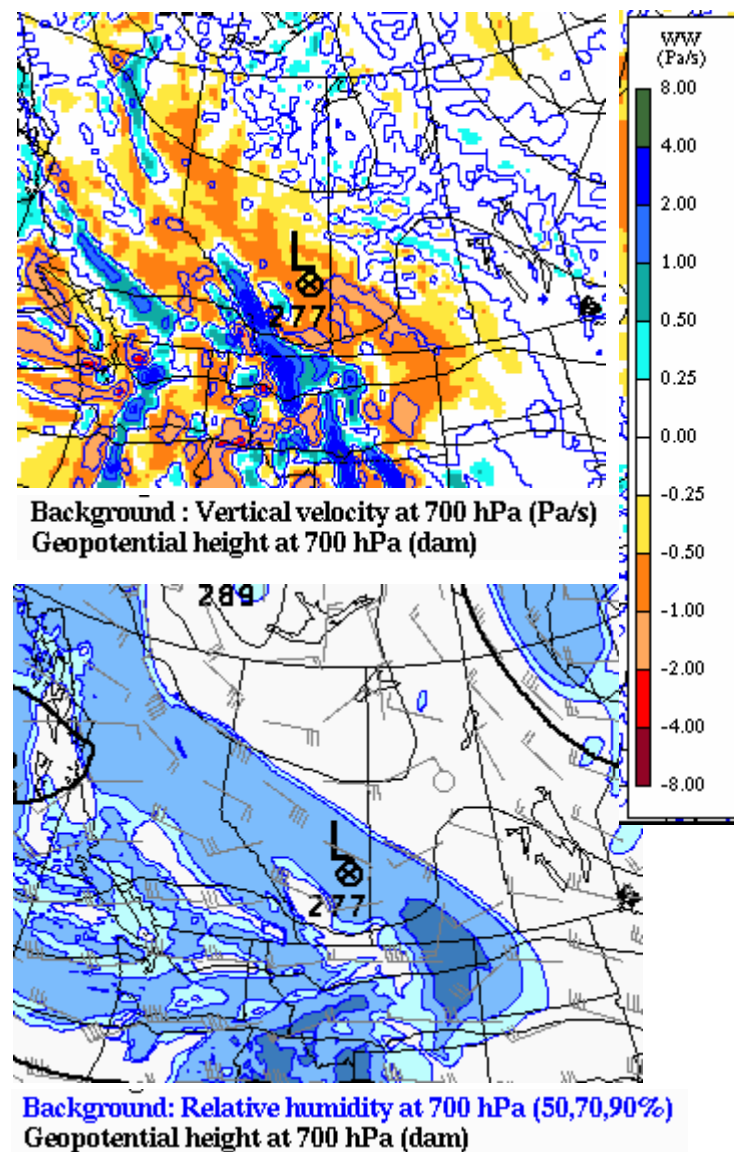 WW
(Pa/s)
8.00
4.00
2.00
1.00
0.50
0.25
0.00
-0.25
-0.50
-1.00
-2.00
-4.00
-8.00
L
277
Background : Vertical velocity at 700 hPa (Pa/s)
Geopotential height at 700 hPa (dam)
L
277
Background: Relative humidity at 700 hPa (50,70,90%)
Geopotential height at 700 hPa (dam)